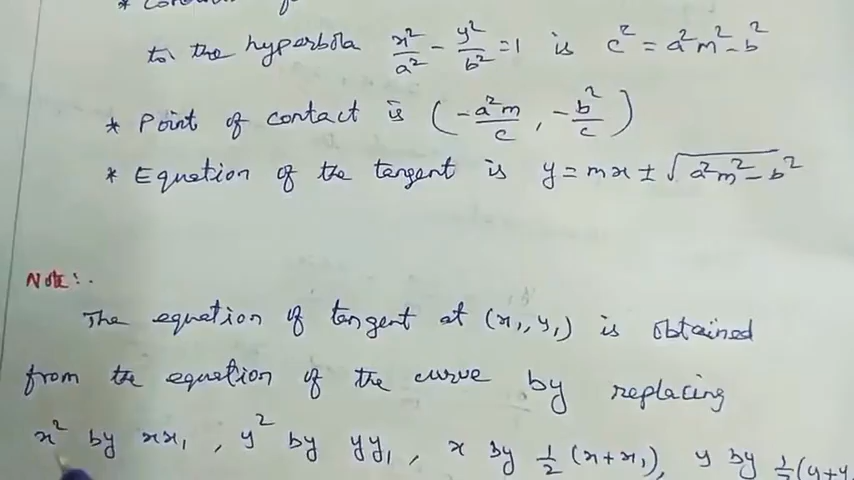 to the hyperbola x²/a² - y²/b² = 1 is c² = a²m² - b²
* Point of contact is (-a²m/c, -b²/c)
* Equation of the tangent is y = mx ± √(a²m² - b²)
Note:-
The equation of tangent at (x₁, y₁) is obtained
from the equation of the curve by replacing
x² by xx₁, y² by yy₁, x by 1/2 (x+x₁), y by 1/2 (y+y